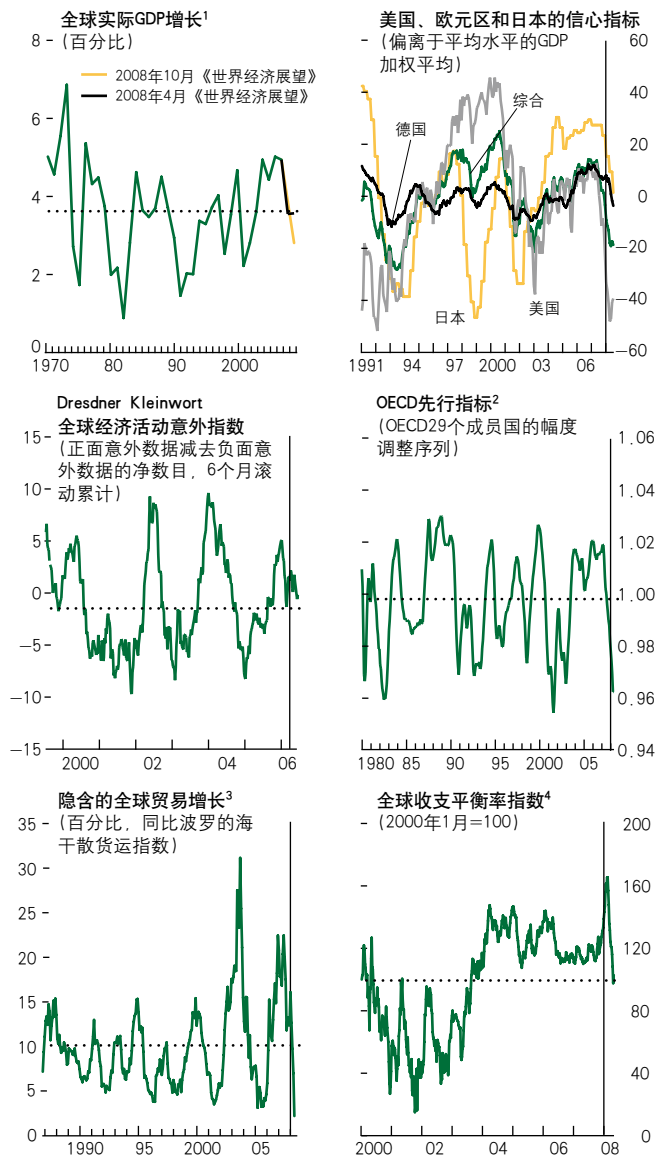 全球实际GDP增长1
(百分比)
2008年10月《世界经济展望》
2008年4月《世界经济展望》
8
6
4
2
0
1970
80
90
2000
美国、欧元区和日本的信心指标
(偏离于平均水平的GDP
加权平均)
综合
德国
日本
美国
60
40
20
0
−20
−40
−60
1991
94
97
2000
03
06
Dresdner Kleinwort
全球经济活动意外指数
(正面意外数据减去负面意
外数据的净数目，6个月滚
动累计)
15
10
5
0
−5
−10
−15
2000
02
04
06
OECD先行指标2
(OECD29个成员国的幅度
调整序列)
1.06
1.04
1.02
1.00
0.98
0.96
0.94
1980
85
90
95
2000
05
隐含的全球贸易增长3
(百分比，同比波罗的海
干散货运指数)
35
30
25
20
15
10
5
0
1990
95
2000
05
全球收支平衡率指数4
(2000年1月=100)
200
160
120
80
40
0
2000
02
04
06
08